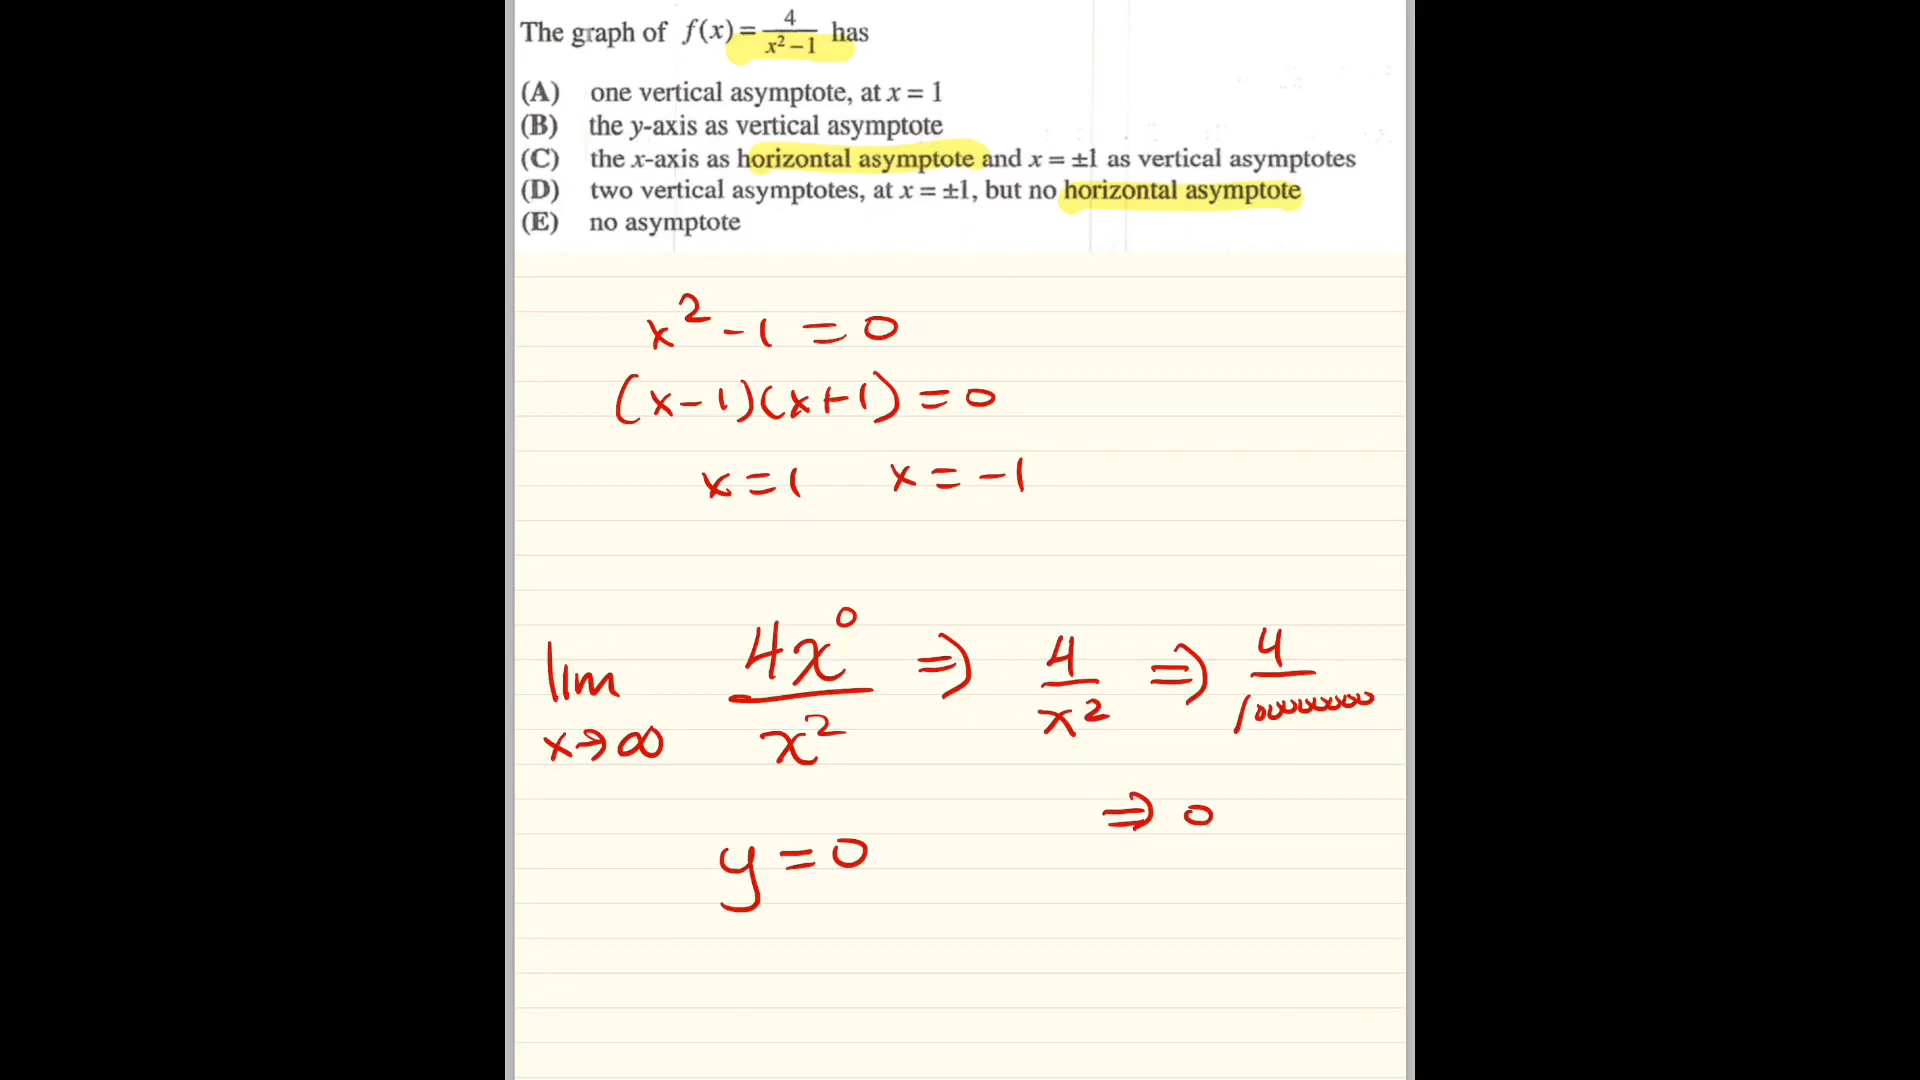 The graph of f(x) = 4/(x² − 1) has
(A) one vertical asymptote, at x = 1
(B) the y-axis as vertical asymptote
(C) the x-axis as horizontal asymptote and x = ±1 as vertical asymptotes
(D) two vertical asymptotes, at x = ±1, but no horizontal asymptote
(E) no asymptote
x² - 1 = 0
(x-1)(x+1) = 0
x = 1 x = -1
lim x→∞ 4x⁰/x² ⇒ 4/x² ⇒ 4/1000000000
⇒ 0
y = 0